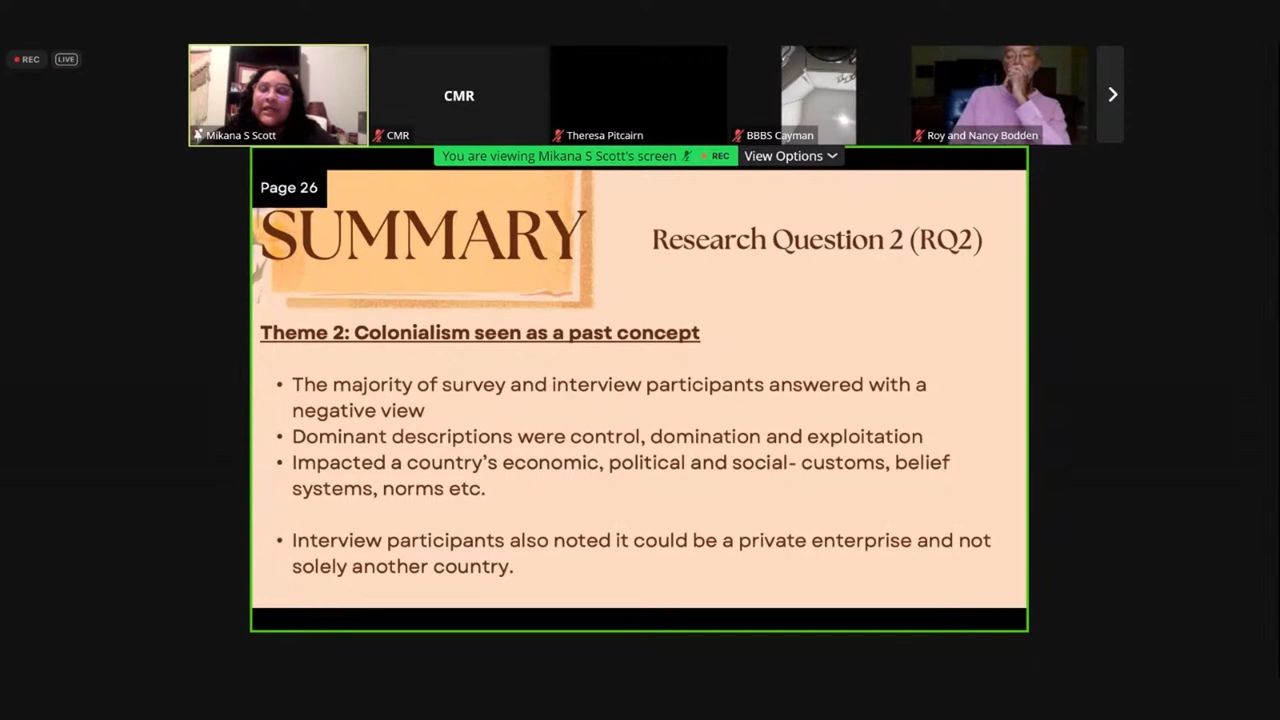 REC
LIVE
CMR
Mikana S Scott
CMR
Theresa Pitcairn
BBBS Cayman
Roy and Nancy Bodden
You are viewing Mikana S Scott's screen
REC
View Options
Page 26
SUMMARY
Research Question 2 (RQ2)
Theme 2: Colonialism seen as a past concept
• The majority of survey and interview participants answered with a
negative view
• Dominant descriptions were control, domination and exploitation
• Impacted a country's economic, political and social- customs, belief
systems, norms etc.
• Interview participants also noted it could be a private enterprise and not
solely another country.